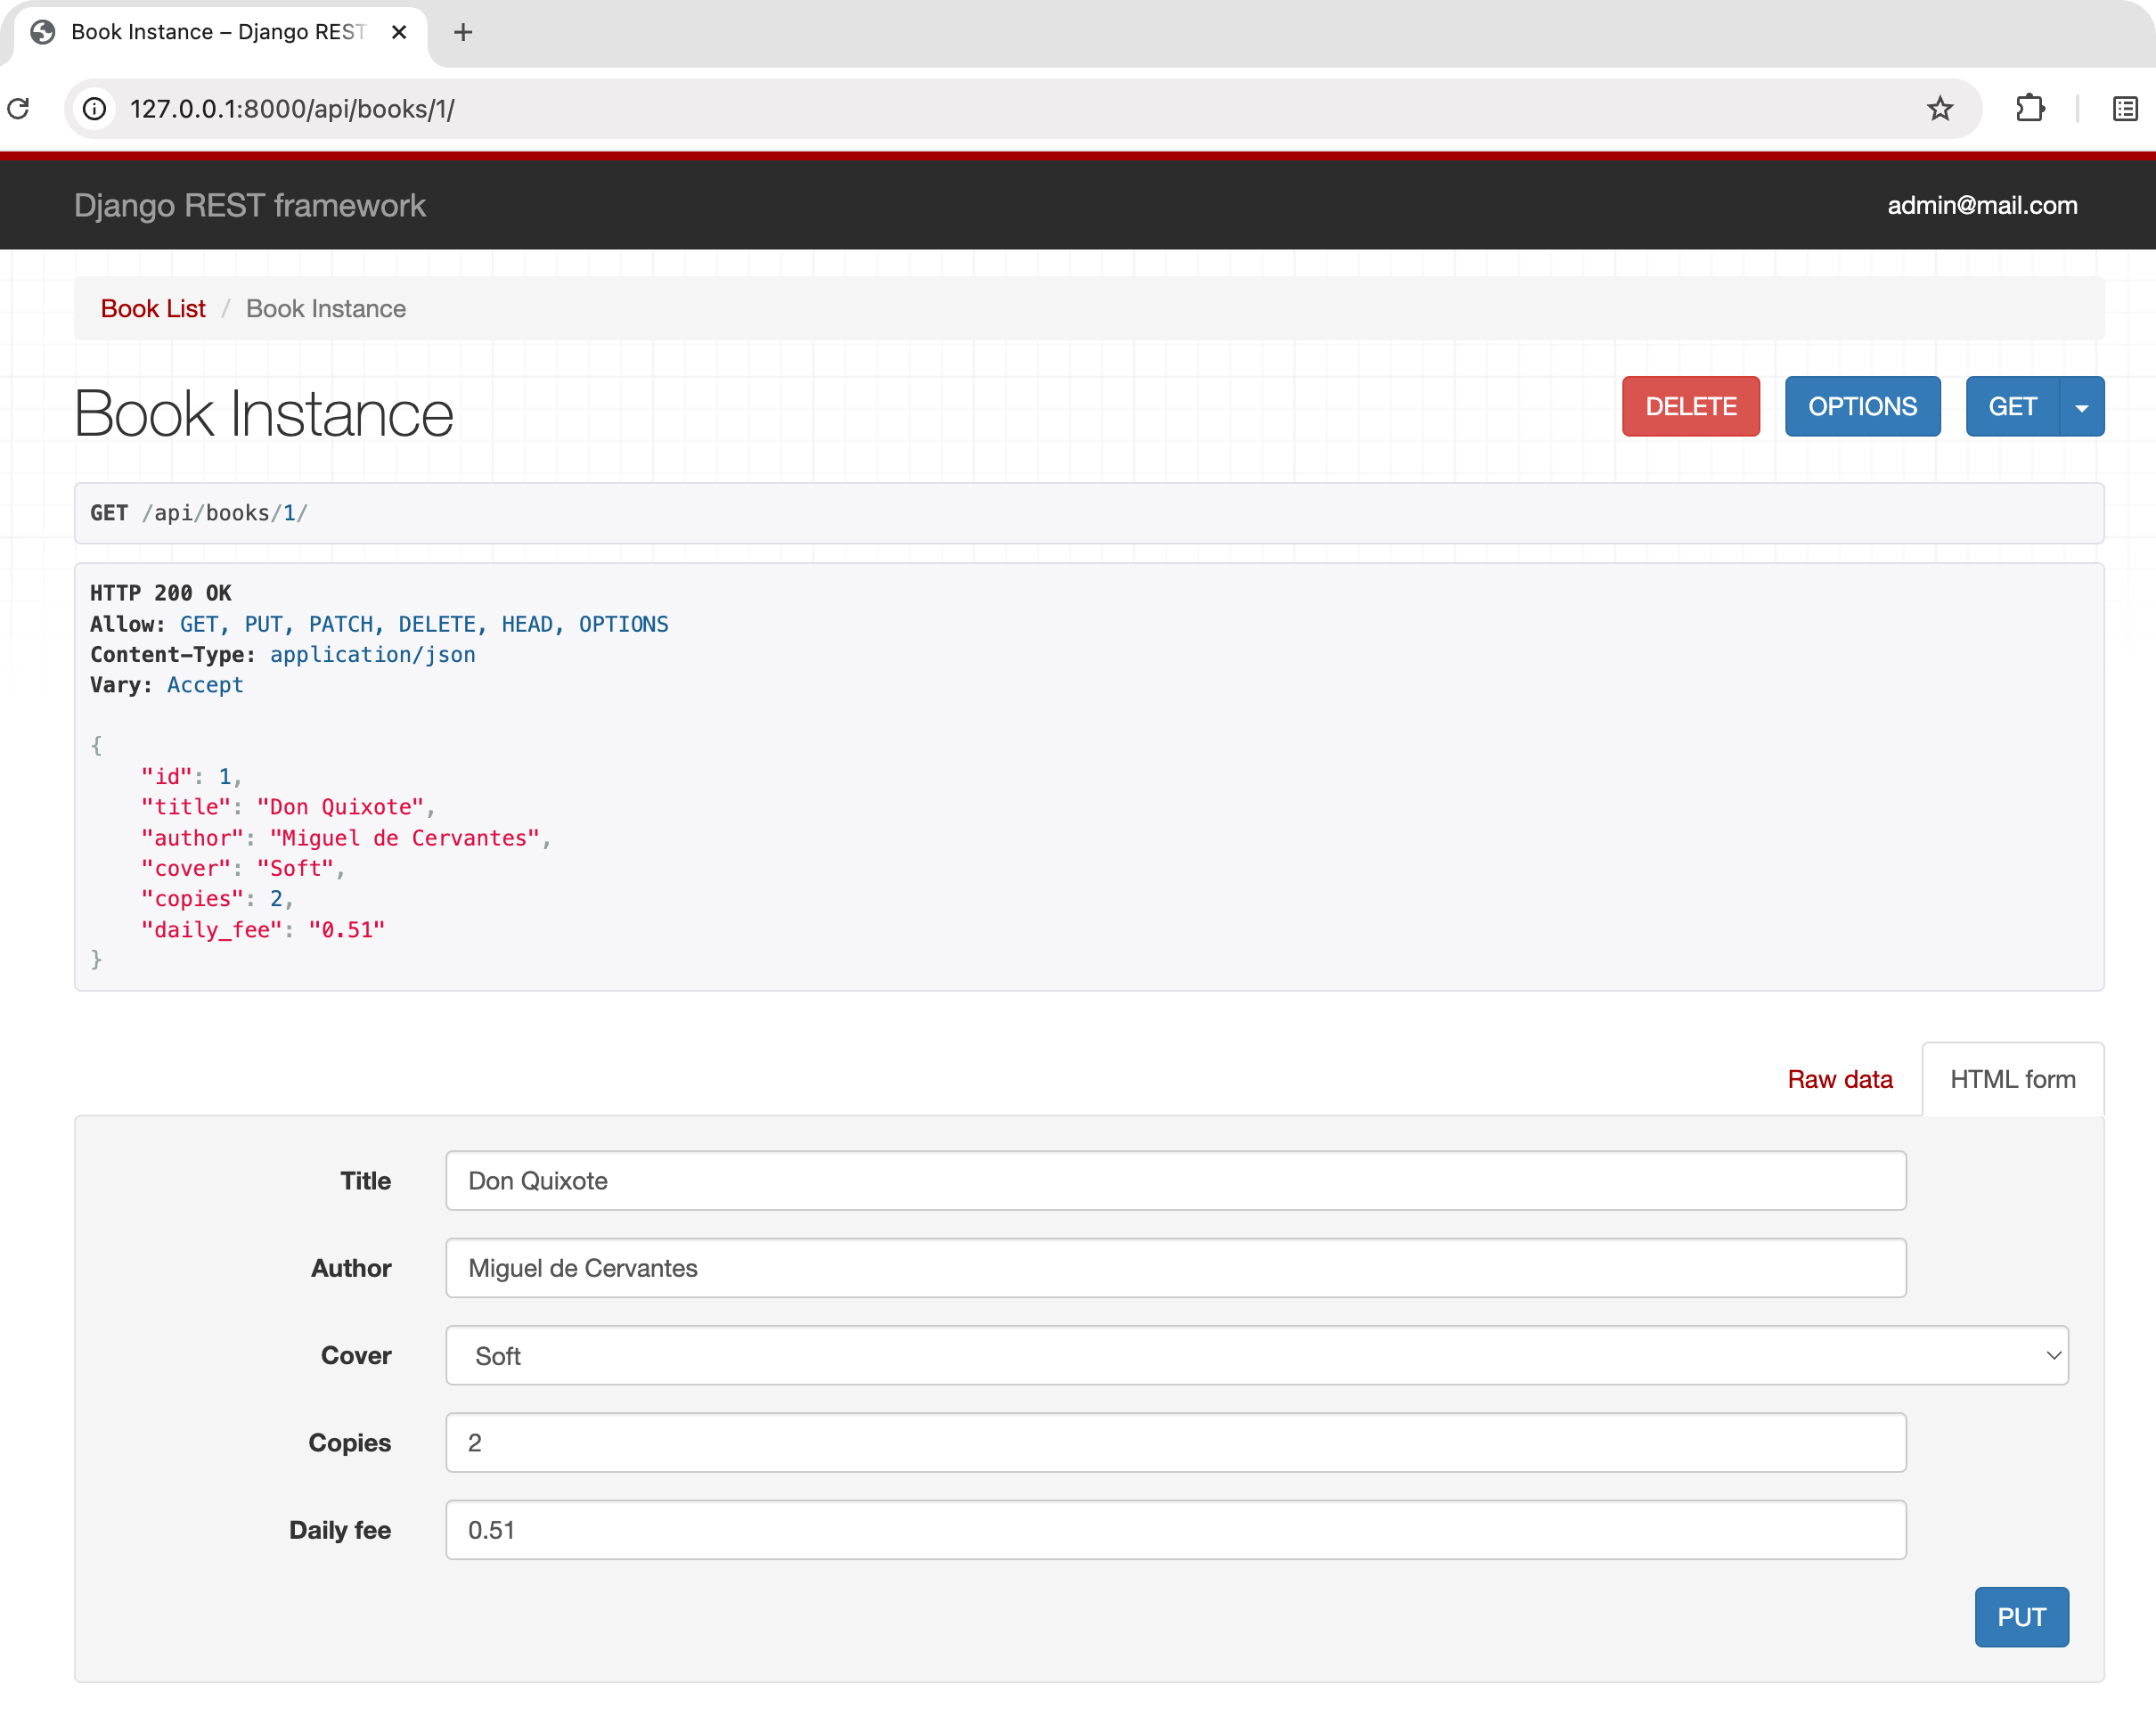 Book Instance – Django REST
127.0.0.1:8000/api/books/1/
Django REST framework
admin@mail.com
Book List / Book Instance
Book Instance
DELETE
OPTIONS
GET
GET /api/books/1/
HTTP 200 OK
Allow: GET, PUT, PATCH, DELETE, HEAD, OPTIONS
Content-Type: application/json
Vary: Accept
{
"id": 1,
"title": "Don Quixote",
"author": "Miguel de Cervantes",
"cover": "Soft",
"copies": 2,
"daily_fee": "0.51"
}
Raw data
HTML form
Title
Don Quixote
Author
Miguel de Cervantes
Cover
Soft
Copies
2
Daily fee
0.51
PUT